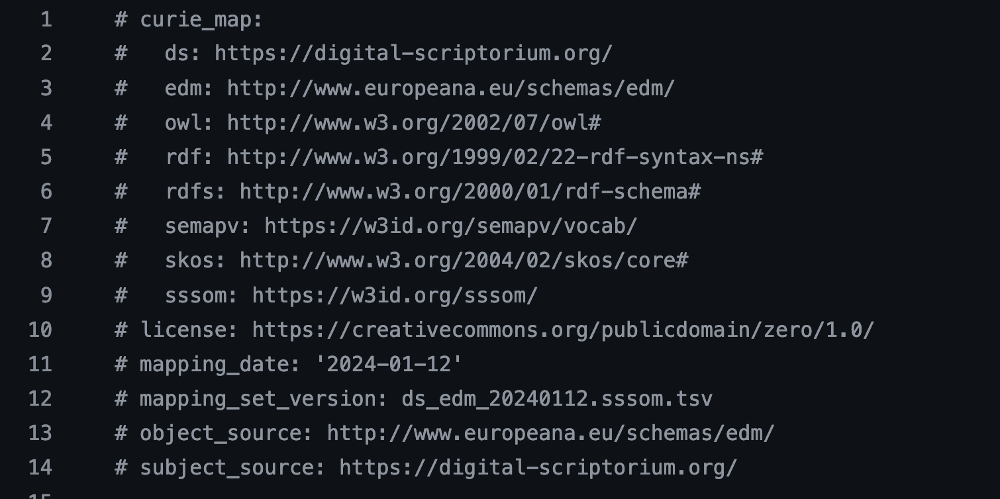 1 # curie_map:
2 #   ds: https://digital-scriptorium.org/
3 #   edm: http://www.europeana.eu/schemas/edm/
4 #   owl: http://www.w3.org/2002/07/owl#
5 #   rdf: http://www.w3.org/1999/02/22-rdf-syntax-ns#
6 #   rdfs: http://www.w3.org/2000/01/rdf-schema#
7 #   semapv: https://w3id.org/semapv/vocab/
8 #   skos: http://www.w3.org/2004/02/skos/core#
9 #   sssom: https://w3id.org/sssom/
10 # license: https://creativecommons.org/publicdomain/zero/1.0/
11 # mapping_date: '2024-01-12'
12 # mapping_set_version: ds_edm_20240112.sssom.tsv
13 # object_source: http://www.europeana.eu/schemas/edm/
14 # subject_source: https://digital-scriptorium.org/
15